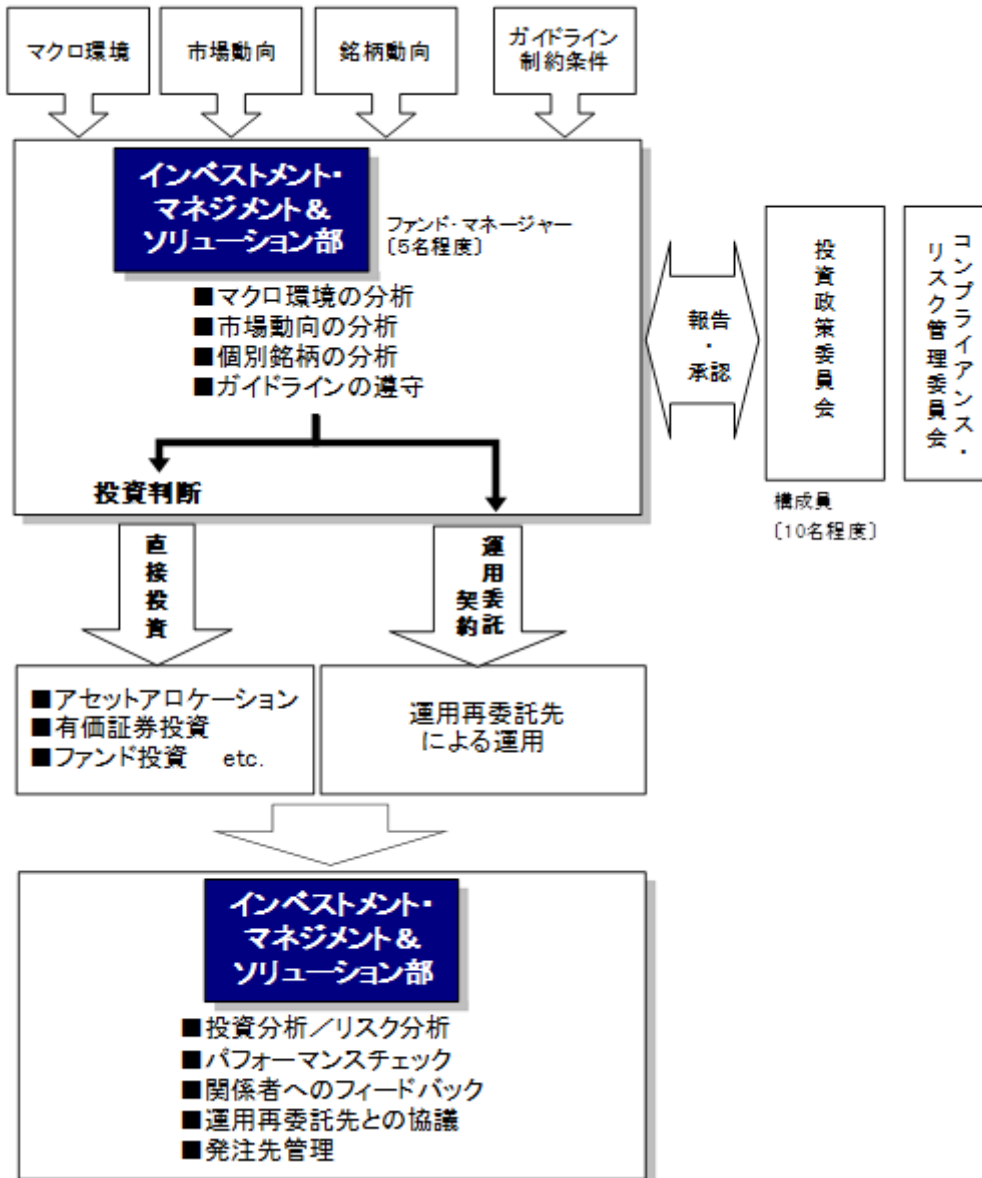 マクロ環境
市場動向
銘柄動向
ガイドライン
制約条件
インベストメント・
マネジメント＆
ソリューション部
ファンド・マネージャー
〔5名程度〕
■マクロ環境の分析
■市場動向の分析
■個別銘柄の分析
■ガイドラインの遵守
投資判断
報告
・
承認
投資政策委員会
コンプライアンス・
リスク管理委員会
構成員
〔10名程度〕
直接投資
運用委託
契約
■アセットアロケーション
■有価証券投資
■ファンド投資　etc.
運用再委託先
による運用
インベストメント・
マネジメント＆
ソリューション部
■投資分析／リスク分析
■パフォーマンスチェック
■関係者へのフィードバック
■運用再委託先との協議
■発注先管理